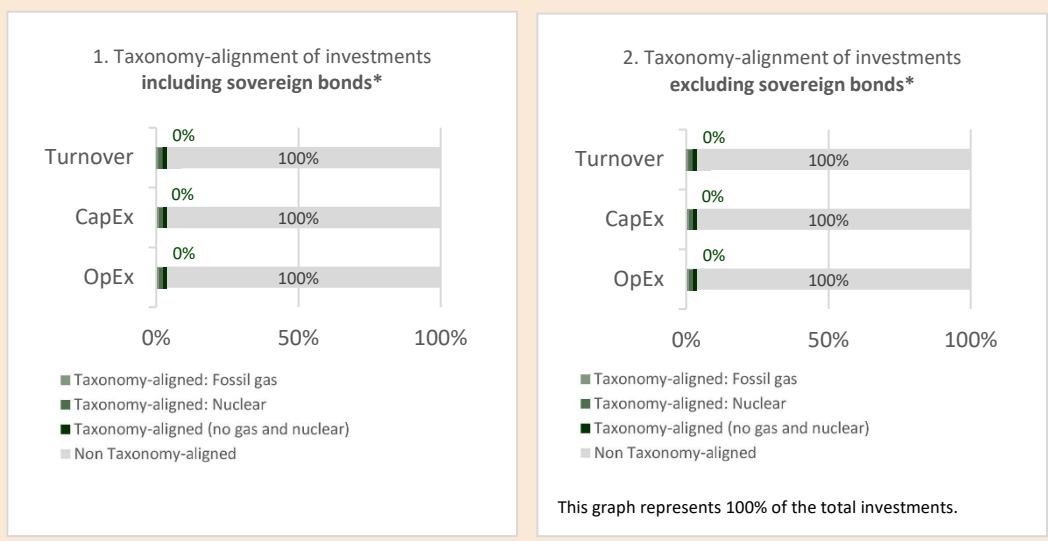 1. Taxonomy-alignment of investments
including sovereign bonds*
0%
Turnover
100%
0%
CapEx
100%
0%
OpEx
100%
0%
50%
100%
Taxonomy-aligned: Fossil gas
Taxonomy-aligned: Nuclear
Taxonomy-aligned (no gas and nuclear)
Non Taxonomy-aligned
2. Taxonomy-alignment of investments
excluding sovereign bonds*
0%
Turnover
100%
0%
CapEx
100%
0%
OpEx
100%
0%
50%
100%
Taxonomy-aligned: Fossil gas
Taxonomy-aligned: Nuclear
Taxonomy-aligned (no gas and nuclear)
Non Taxonomy-aligned
This graph represents 100% of the total investments.